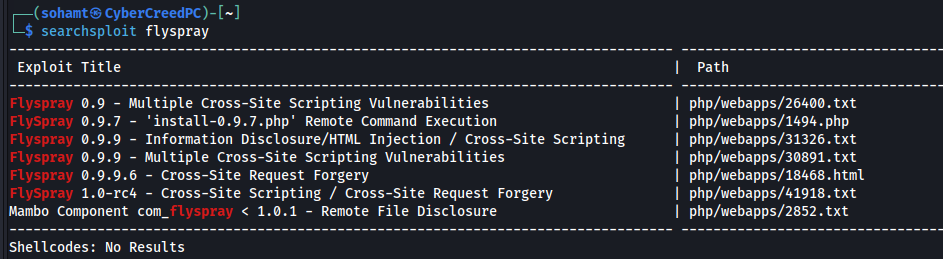 (sohamt㉿CyberCreedPC)-[~]
$ searchsploit flyspray
Exploit Title | Path
FlySpray 0.9 - Multiple Cross-Site Scripting Vulnerabilities | php/webapps/26400.txt
FlySpray 0.9.7 - 'install-0.9.7.php' Remote Command Execution | php/webapps/1494.php
FlySpray 0.9.9 - Information Disclosure/HTML Injection / Cross-Site Scripting | php/webapps/31326.txt
FlySpray 0.9.9 - Multiple Cross-Site Scripting Vulnerabilities | php/webapps/30891.txt
FlySpray 0.9.9.6 - Cross-Site Request Forgery | php/webapps/18468.html
FlySpray 1.0-rc4 - Cross-Site Scripting / Cross-Site Request Forgery | php/webapps/41918.txt
Mambo Component com_flyspray < 1.0.1 - Remote File Disclosure | php/webapps/2852.txt
Shellcodes: No Results